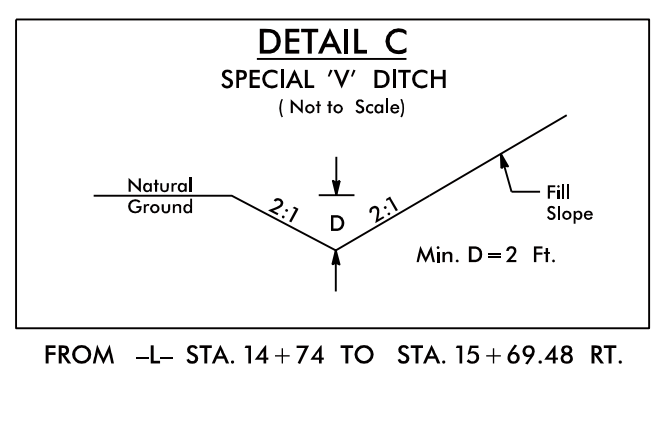 DETAIL C
SPECIAL 'V' DITCH
( Not to Scale)
Natural
Ground
2:1
D
2:1
Fill
Slope
Min. D=2 Ft.
FROM -L- STA. 14+74 TO STA. 15+69.48 RT.